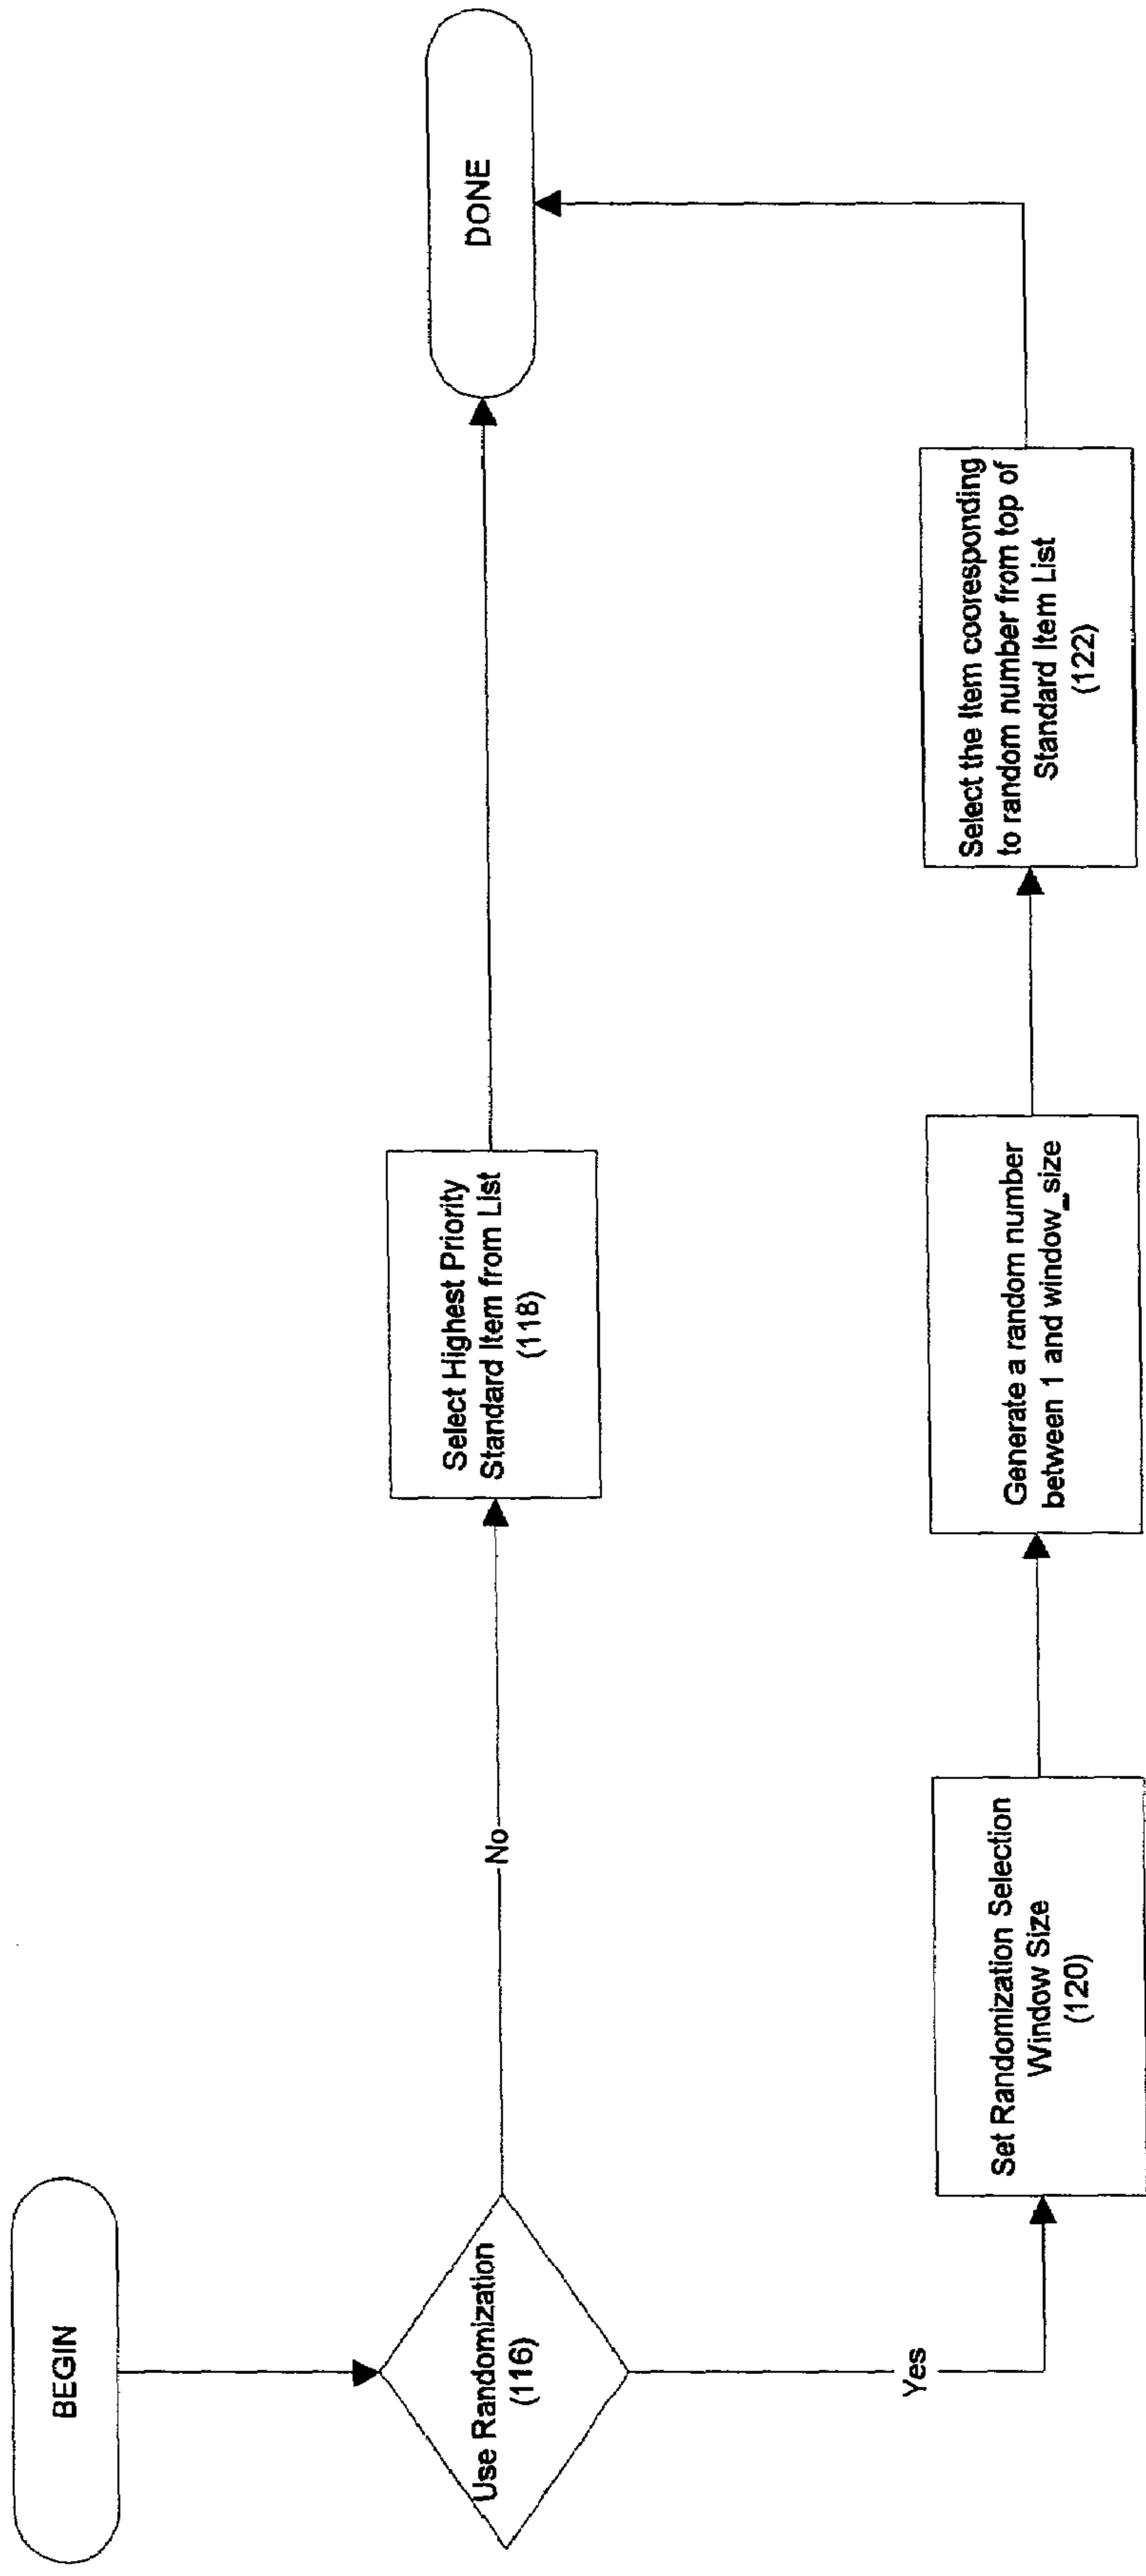 BEGIN
Use Randomization
(116)
No
Select Highest Priority
Standard Item from List
(118)
DONE
Yes
Set Randomization Selection
Window Size
(120)
Generate a random number
between 1 and window_size
Select the Item cooresponding
to random number from top of
Standard Item List
(122)